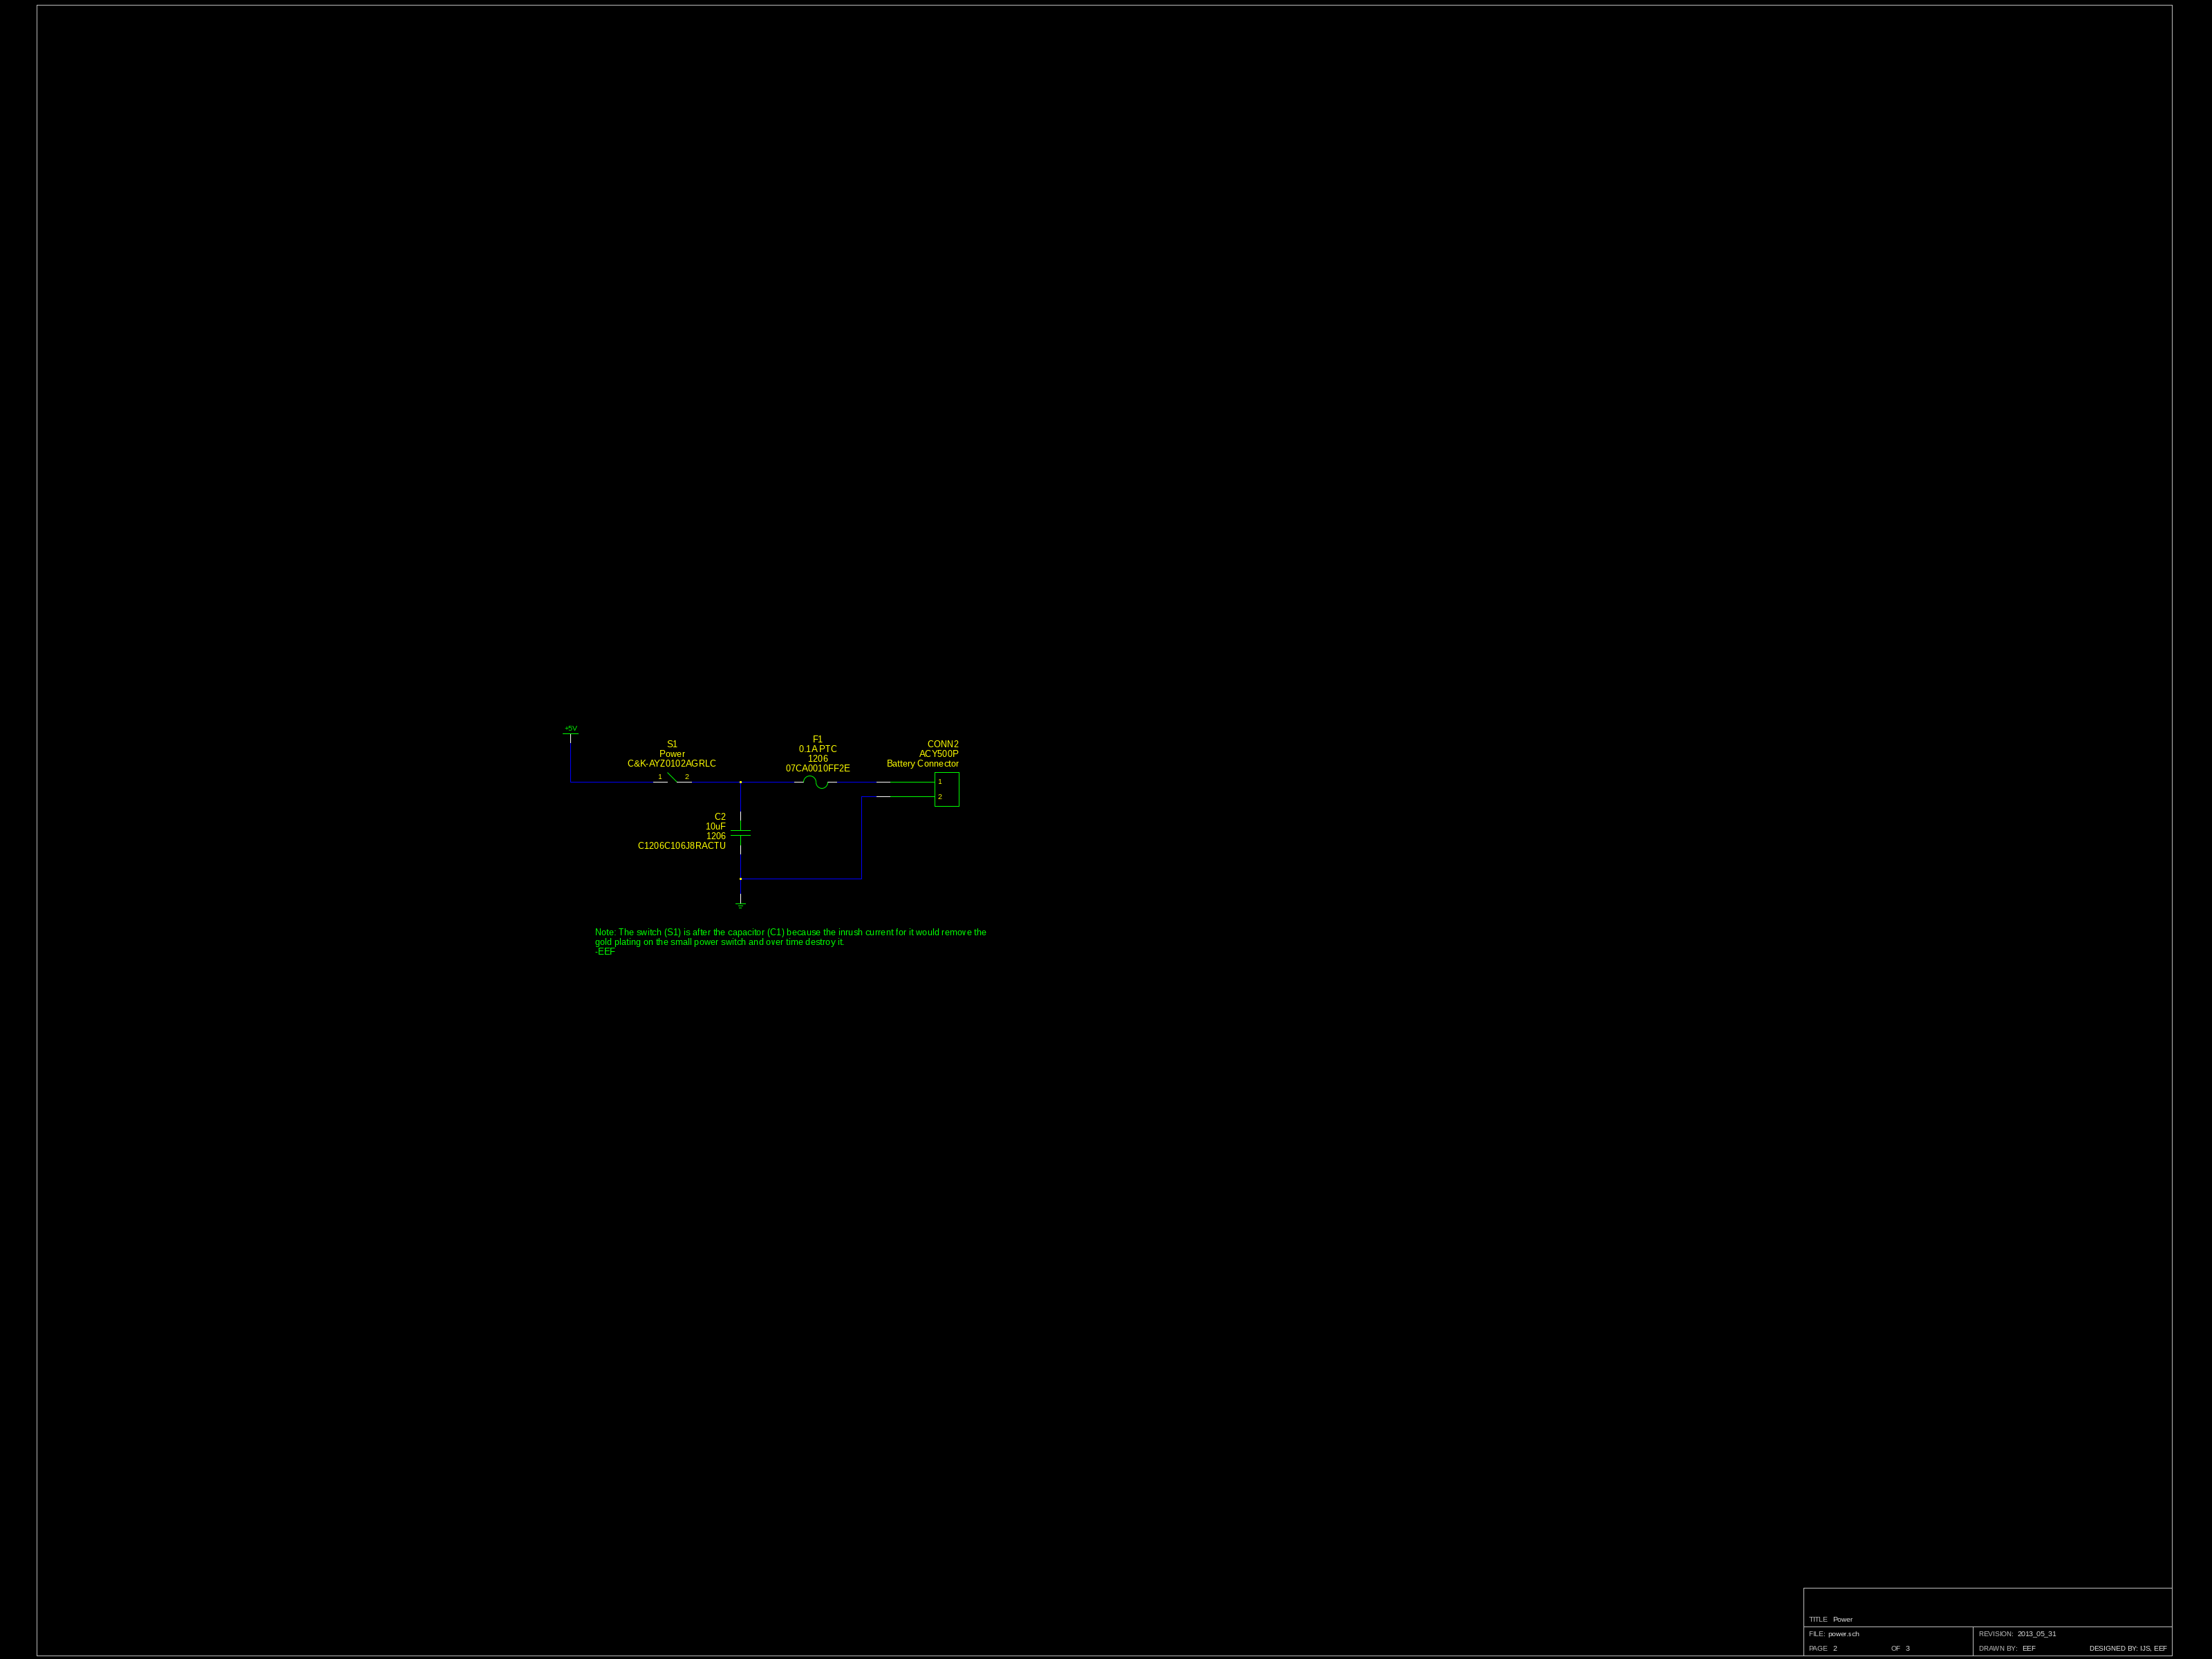 +5V
S1
Power
C&K-AYZ0102AGRLC
1 2
F1
0.1A PTC
1206
07CA0010FF2E
CONN2
ACY500P
Battery Connector
1
2
C2
10uF
1206
C1206C106J8RACTU
Note: The switch (S1) is after the capacitor (C1) because the inrush current for it would remove the
gold plating on the small power switch and over time destroy it.
-EEF
TITLE Power
FILE: power.sch REVISION: 2013_05_31
PAGE 2 OF 3 DRAWN BY: EEF DESIGNED BY: IJS, EEF